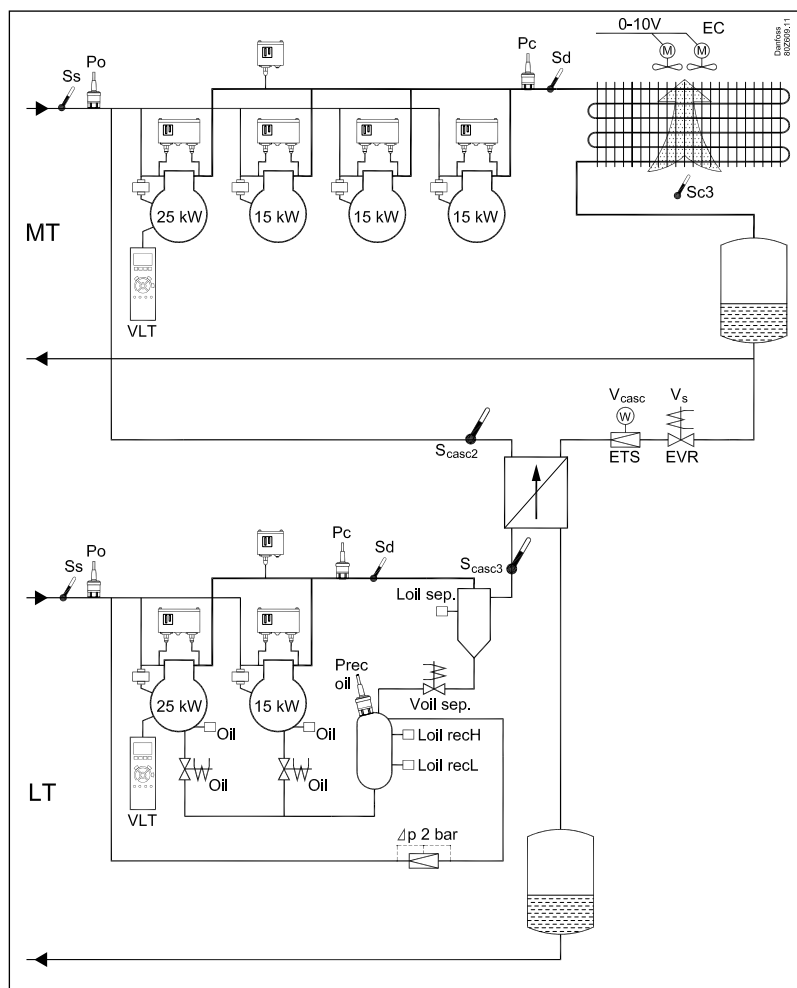 0-10V
EC
Danfoss
80Z609.11
M
M
Ss
Po
Pc
Sd
Sc3
25 kW
15 kW
15 kW
15 kW
MT
VLT
Vcasc
Vs
W
ETS
EVR
Scasc2
Scasc3
Ss
Po
Pc
Sd
Loil sep.
25 kW
15 kW
Prec
oil
Voil sep.
Oil
Oil
Loil recH
Loil recL
Oil
Oil
VLT
LT
⊿p 2 bar